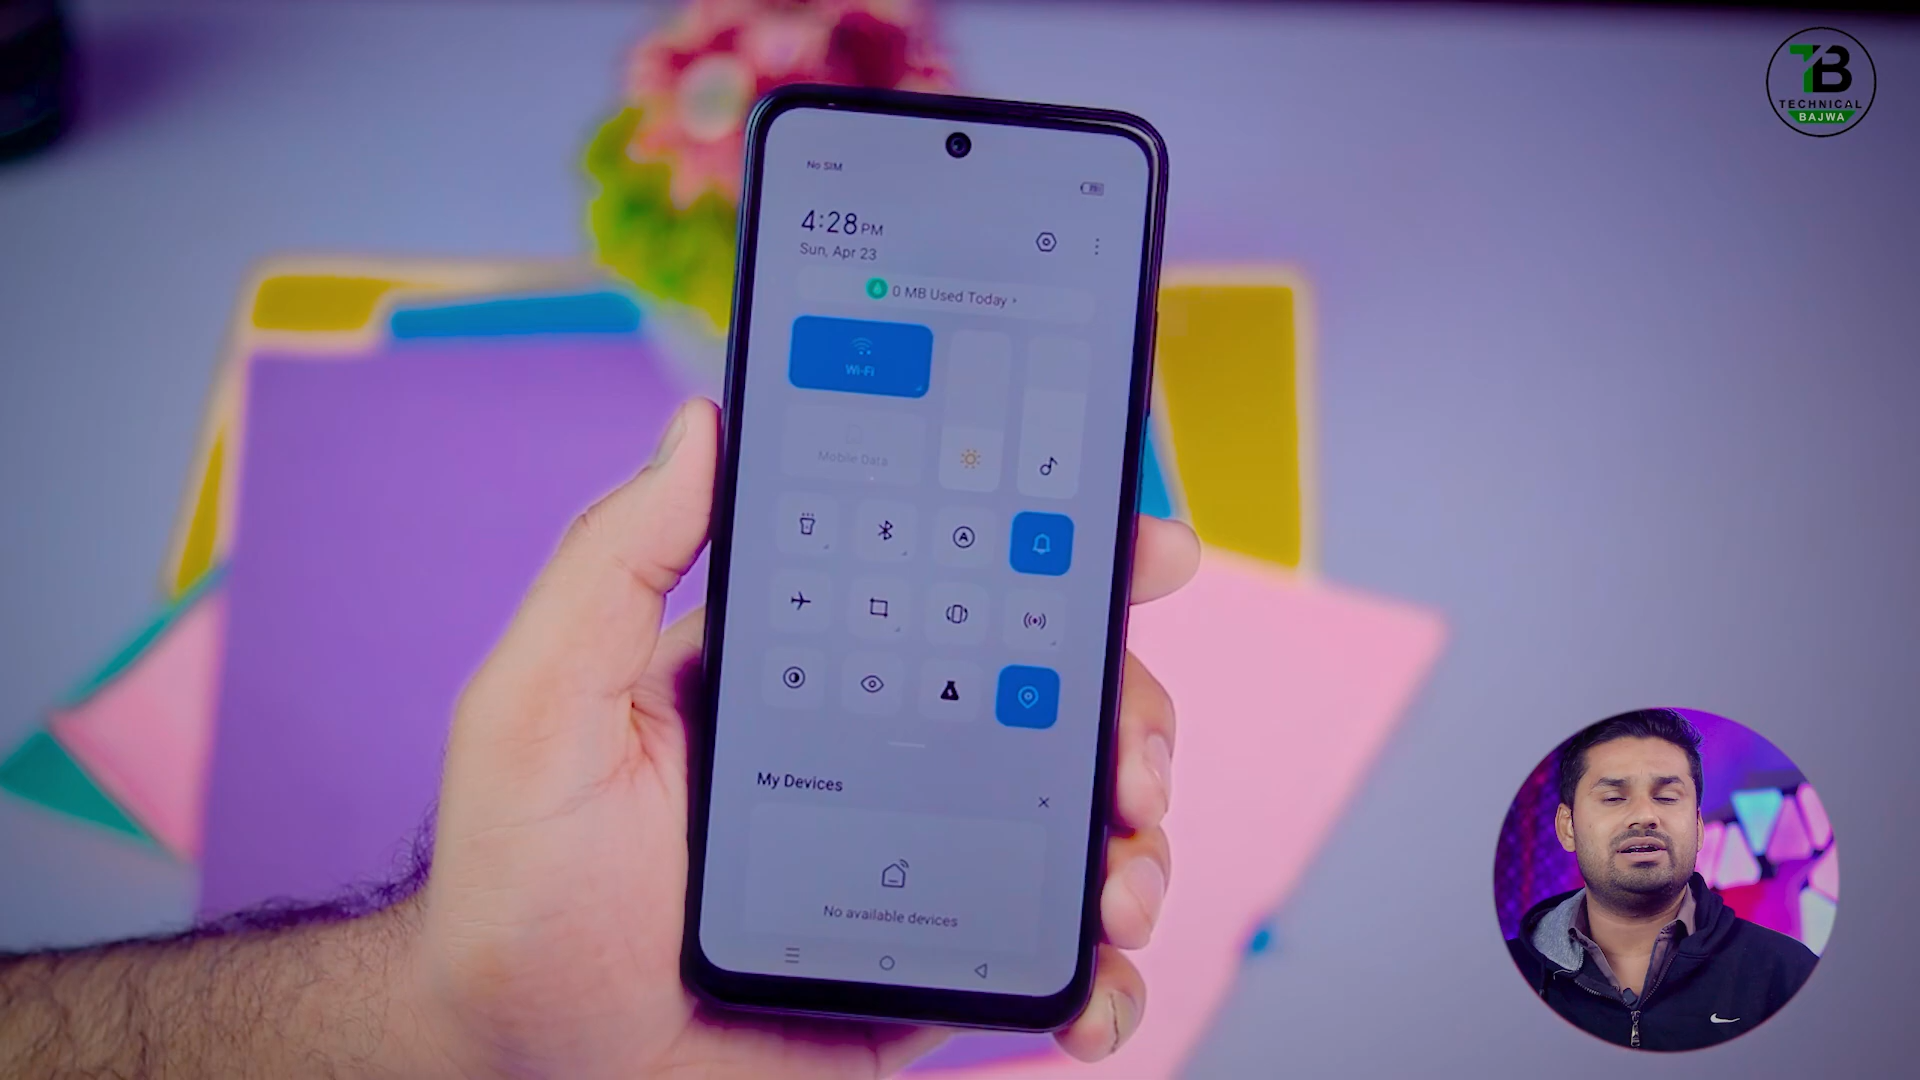 TB
TECHNICAL
BAJWA
No SIM
4:28 PM
Sun, Apr 23
0 MB Used Today
Wi-Fi
Mobile Data
My Devices
No available devices